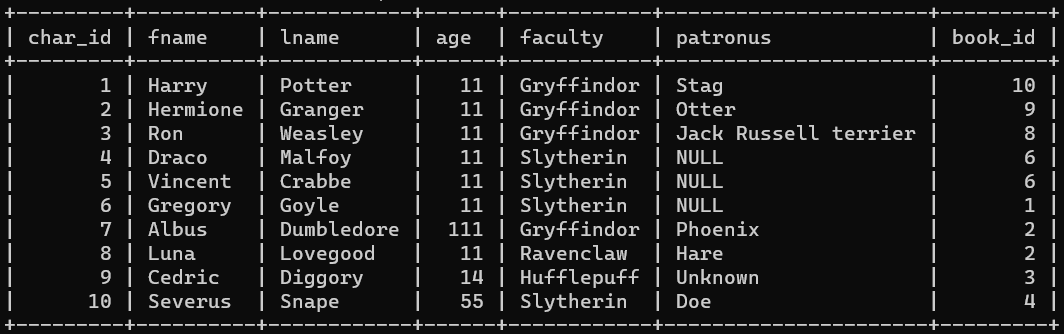 +---------+----------+------------+------+------------+----------------------+---------+
| char_id | fname    | lname      | age  | faculty    | patronus             | book_id |
+---------+----------+------------+------+------------+----------------------+---------+
|       1 | Harry    | Potter     |   11 | Gryffindor | Stag                 |      10 |
|       2 | Hermione | Granger    |   11 | Gryffindor | Otter                |       9 |
|       3 | Ron      | Weasley    |   11 | Gryffindor | Jack Russell terrier |       8 |
|       4 | Draco    | Malfoy     |   11 | Slytherin  | NULL                 |       6 |
|       5 | Vincent  | Crabbe     |   11 | Slytherin  | NULL                 |       6 |
|       6 | Gregory  | Goyle      |   11 | Slytherin  | NULL                 |       1 |
|       7 | Albus    | Dumbledore |  111 | Gryffindor | Phoenix              |       2 |
|       8 | Luna     | Lovegood   |   11 | Ravenclaw  | Hare                 |       2 |
|       9 | Cedric   | Diggory    |   14 | Hufflepuff | Unknown              |       3 |
|      10 | Severus  | Snape      |   55 | Slytherin  | Doe                  |       4 |
+---------+----------+------------+------+------------+----------------------+---------+